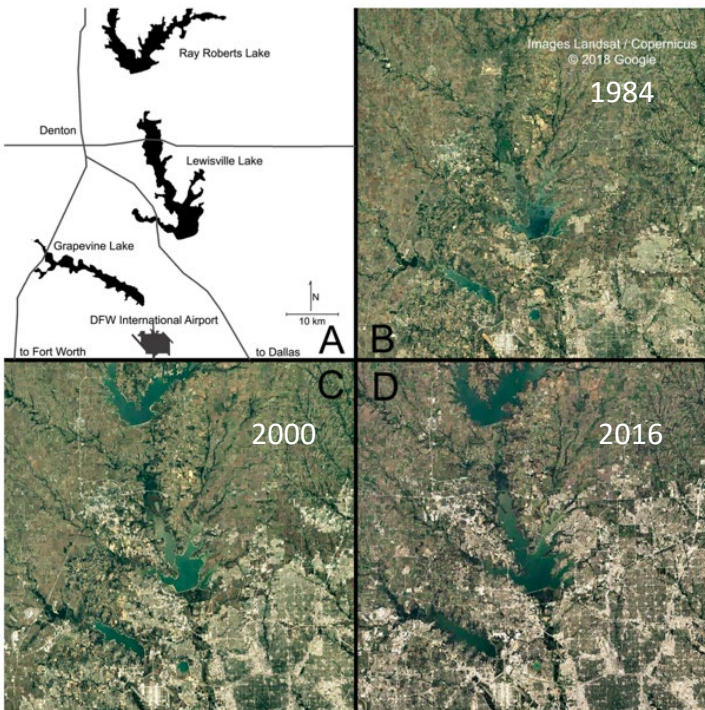 Ray Roberts Lake
Denton
Lewisville Lake
Grapevine Lake
N
10 km
DFW International Airport
to Fort Worth
to Dallas
A
Images Landsat / Copernicus
© 2018 Google
1984
B
C
2000
D
2016